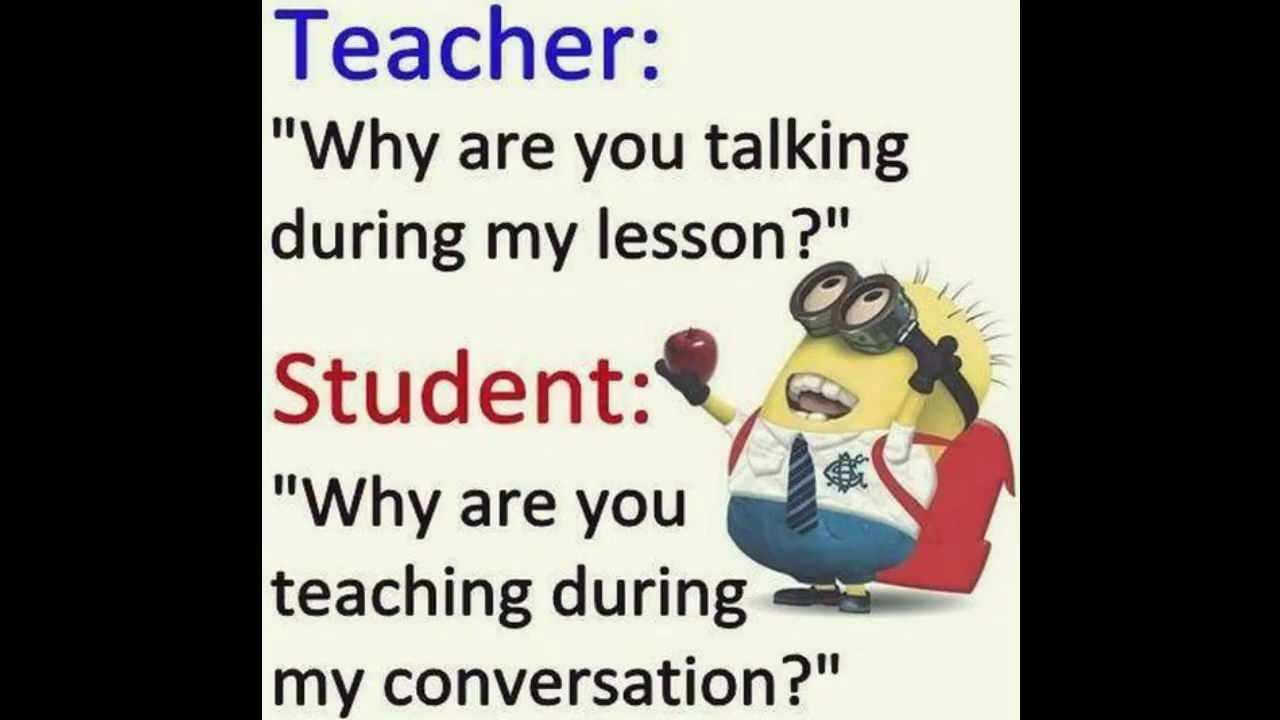 Teacher:
"Why are you talking
during my lesson?"
Student:
"Why are you
teaching during
my conversation?"